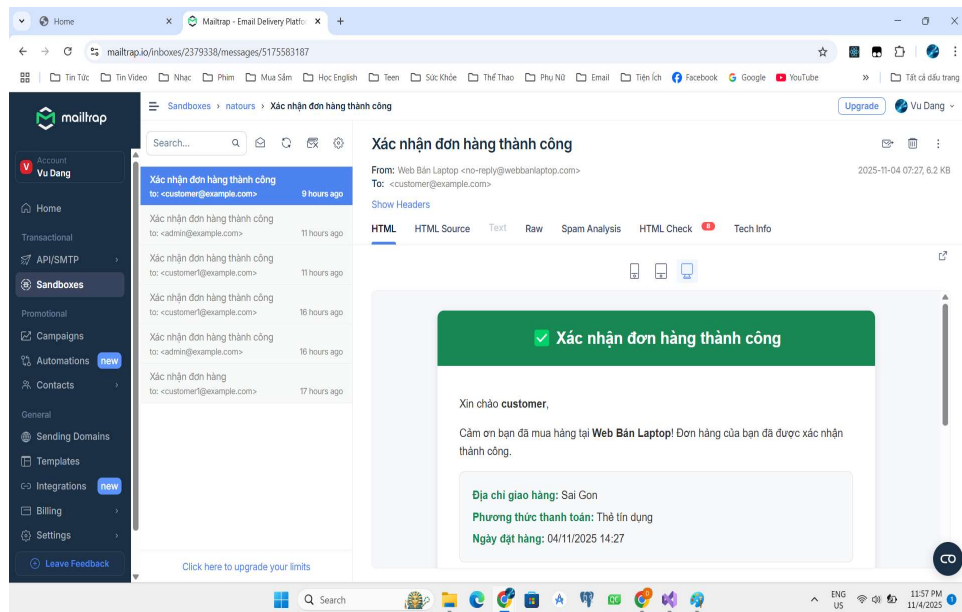 Home
Mailtrap - Email Delivery Platfo
mailtrap.io/inboxes/2379338/messages/5175583187
Tin Tức Tin Video Nhạc Phim Mua Sắm Học English Teen Sức Khỏe Thể Thao Phụ Nữ Email Tiện Ích Facebook Google YouTube » Tất cả dấu trang
mailtrap
Account
V Vu Dang
Home
Transactional
API/SMTP
Sandboxes
Promotional
Campaigns
Automations new
Contacts
General
Sending Domains
Templates
Integrations new
Billing
Settings
Leave Feedback
Sandboxes › natours › Xác nhận đơn hàng thành công
Upgrade Vu Dang
Search...
Xác nhận đơn hàng thành công
to: <customer@example.com> 9 hours ago
Xác nhận đơn hàng thành công
to: <admin@example.com> 11 hours ago
Xác nhận đơn hàng thành công
to: <customer1@example.com> 11 hours ago
Xác nhận đơn hàng thành công
to: <customer1@example.com> 16 hours ago
Xác nhận đơn hàng thành công
to: <admin@example.com> 16 hours ago
Xác nhận đơn hàng
to: <customer1@example.com> 17 hours ago
Click here to upgrade your limits
Xác nhận đơn hàng thành công
From: Web Bán Laptop <no-reply@webbanlaptop.com> 2025-11-04 07:27, 6.2 KB
To: <customer@example.com>
Show Headers
HTML HTML Source Text Raw Spam Analysis HTML Check 8 Tech Info
✅ Xác nhận đơn hàng thành công
Xin chào customer,
Cảm ơn bạn đã mua hàng tại Web Bán Laptop! Đơn hàng của bạn đã được xác nhận
thành công.
Địa chỉ giao hàng: Sai Gon
Phương thức thanh toán: Thẻ tín dụng
Ngày đặt hàng: 04/11/2025 14:27
Search
ENG
US
11:57 PM
11/4/2025